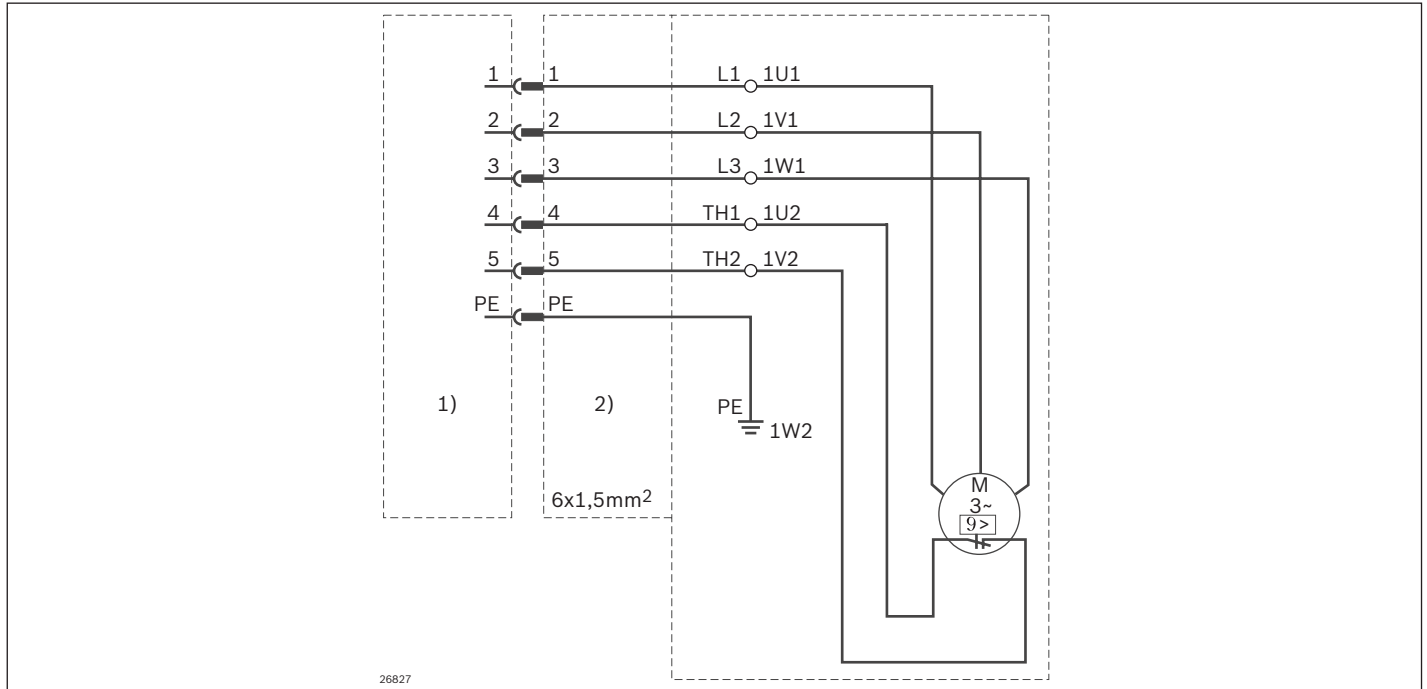 1 1 L1 1U1
2 2 L2 1V1
3 3 L3 1W1
4 4 TH1 1U2
5 5 TH2 1V2
PE PE
1) 2) PE
1W2
6x1,5mm²
M
3~
9>
26827